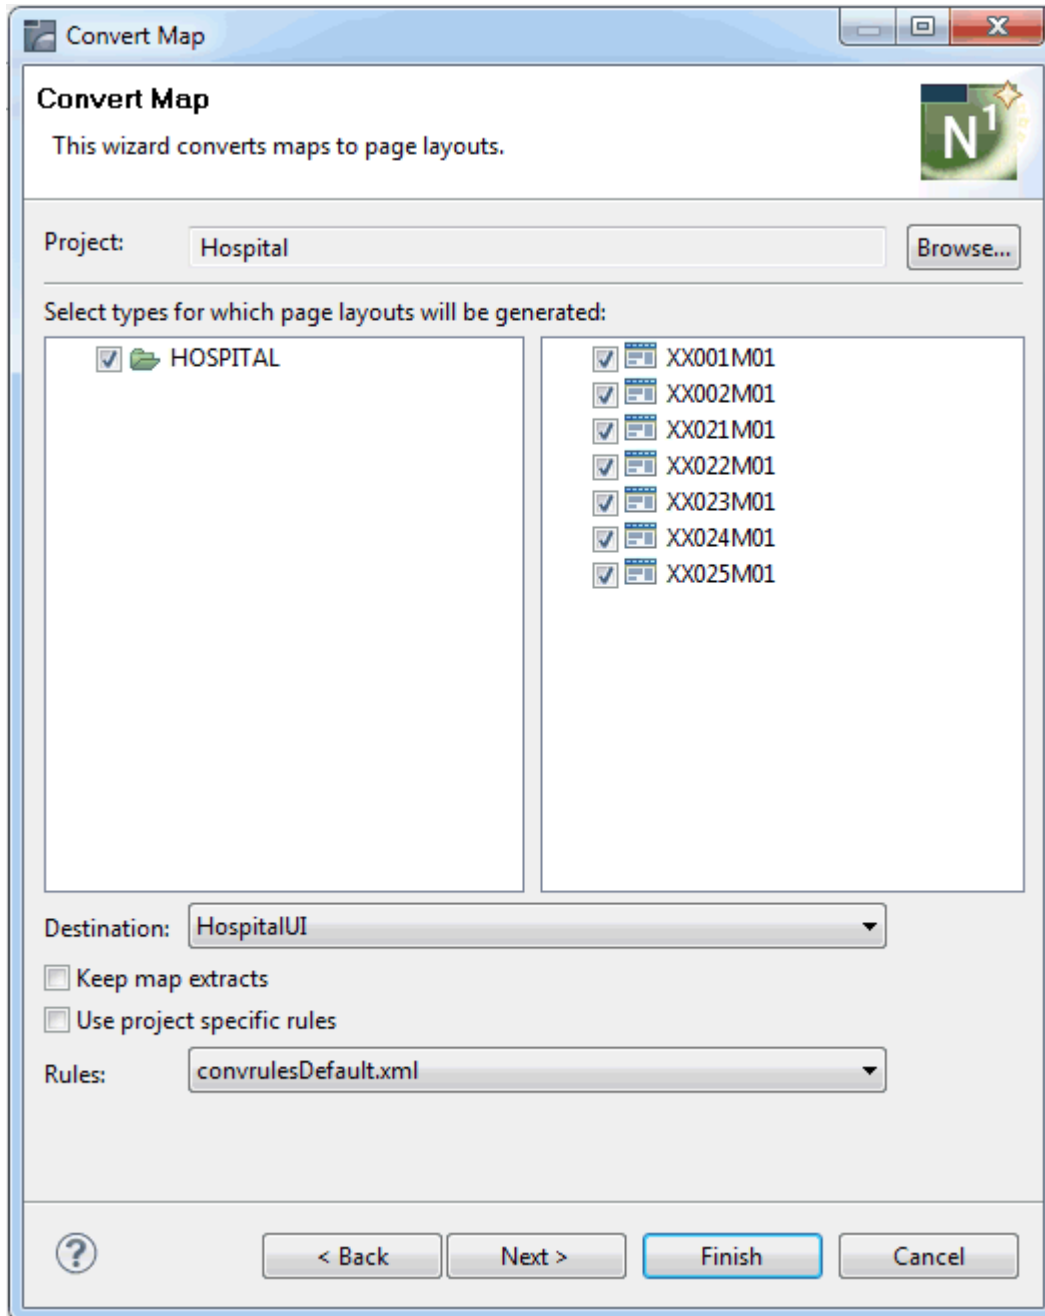 Convert Map
Convert Map
This wizard converts maps to page layouts.
N1
Project: Hospital Browse...
Select types for which page layouts will be generated:
HOSPITAL
XX001M01
XX002M01
XX021M01
XX022M01
XX023M01
XX024M01
XX025M01
Destination: HospitalUI
Keep map extracts
Use project specific rules
Rules: convrulesDefault.xml
? < Back Next > Finish Cancel